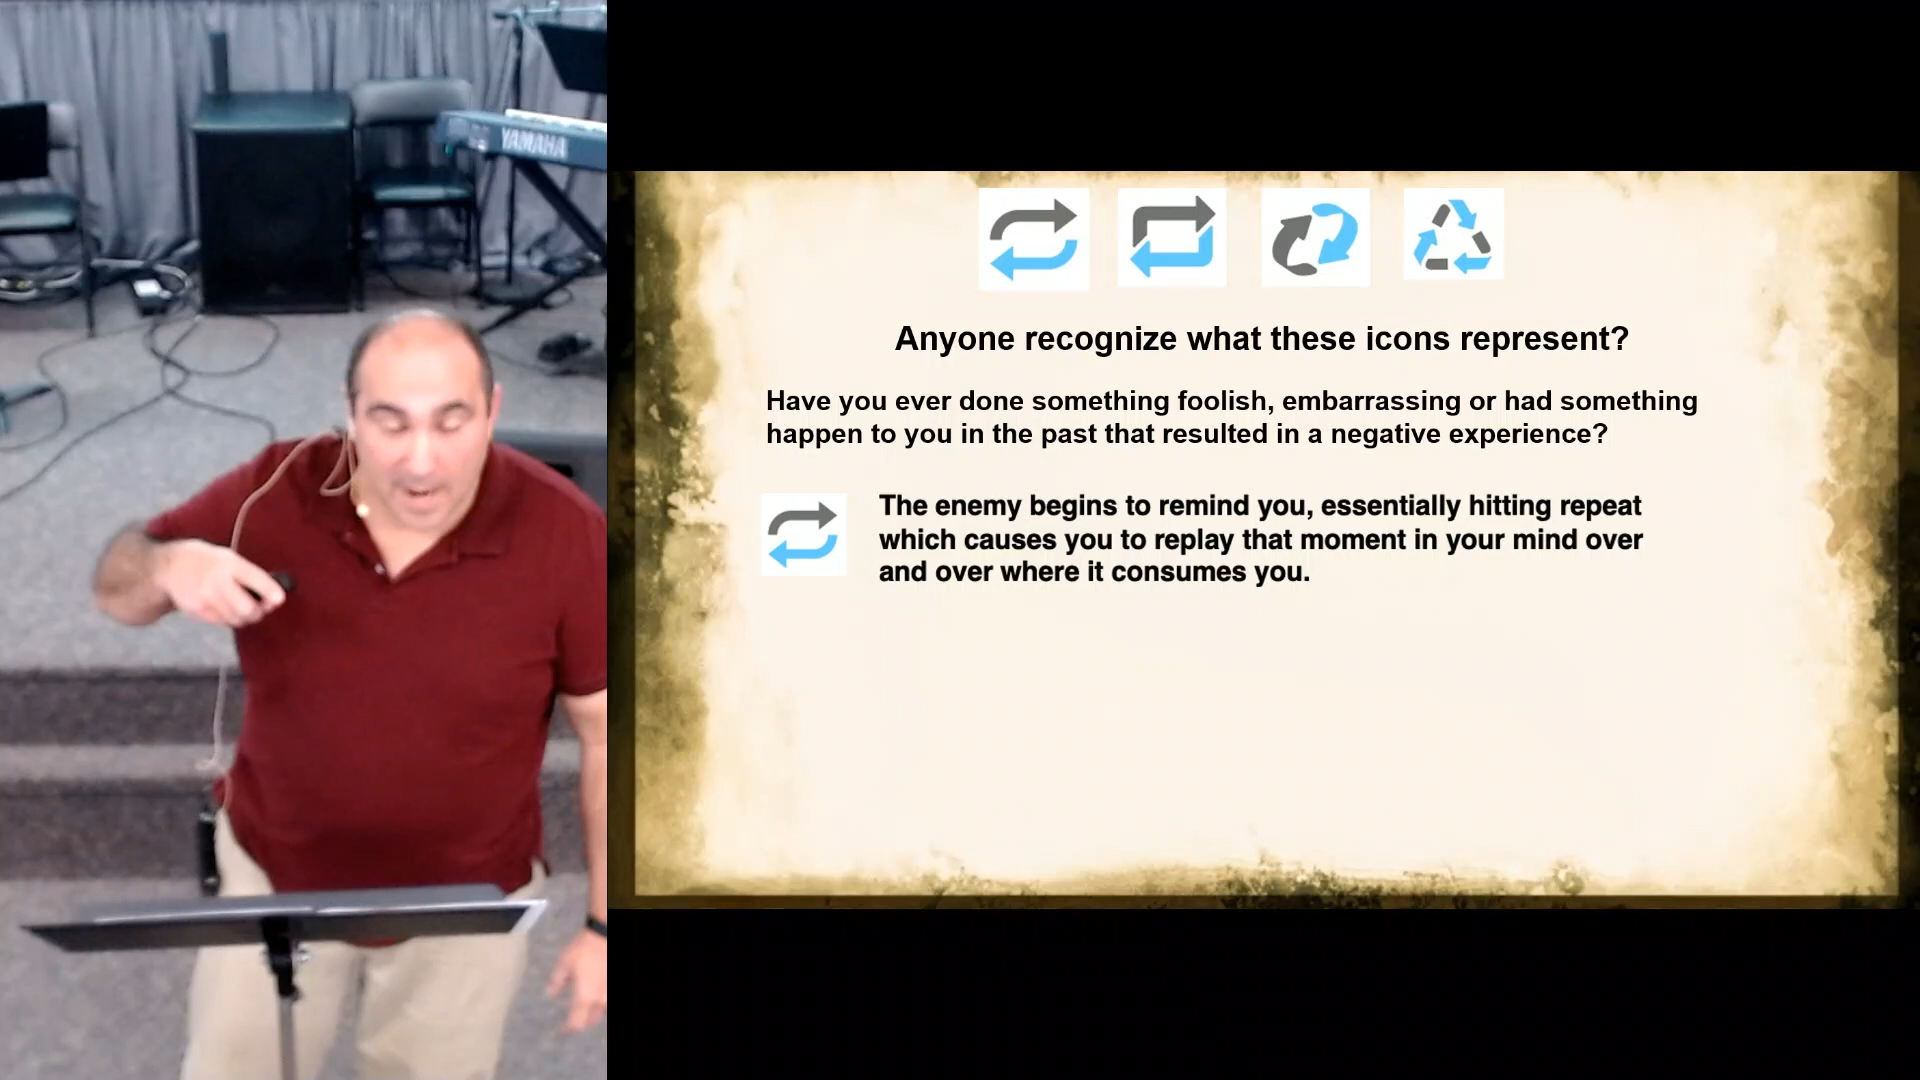 YAMAHA
Anyone recognize what these icons represent?
Have you ever done something foolish, embarrassing or had something
happen to you in the past that resulted in a negative experience?
The enemy begins to remind you, essentially hitting repeat
which causes you to replay that moment in your mind over
and over where it consumes you.